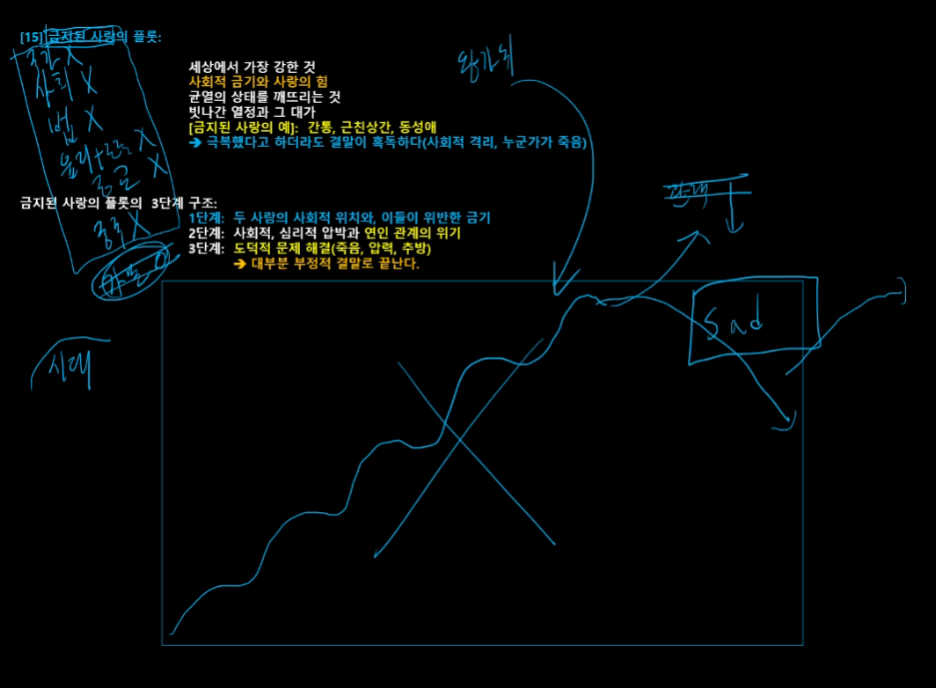 [15] 금지된 사랑의 플롯:
세상에서 가장 강한 것
사회적 금기와 사랑의 힘
균열의 상태를 깨뜨리는 것
빗나간 열정과 그 대가
[금지된 사랑의 예]: 간통, 근친상간, 동성애
➔ 극복했다고 하더라도 결말이 혹독하다(사회적 격리, 누군가가 죽음)
사회 X
법 X
금지된 사랑의 플롯의 3단계 구조:
1단계: 두 사람의 사회적 위치와, 이들이 위반한 금기
2단계: 사회적, 심리적 압박과 연인 관계의 위기
3단계: 도덕적 문제 해결(죽음, 압력, 추방)
➔ 대부분 부정적 결말로 끝난다.
종교 X
왕가위
시대
Sad